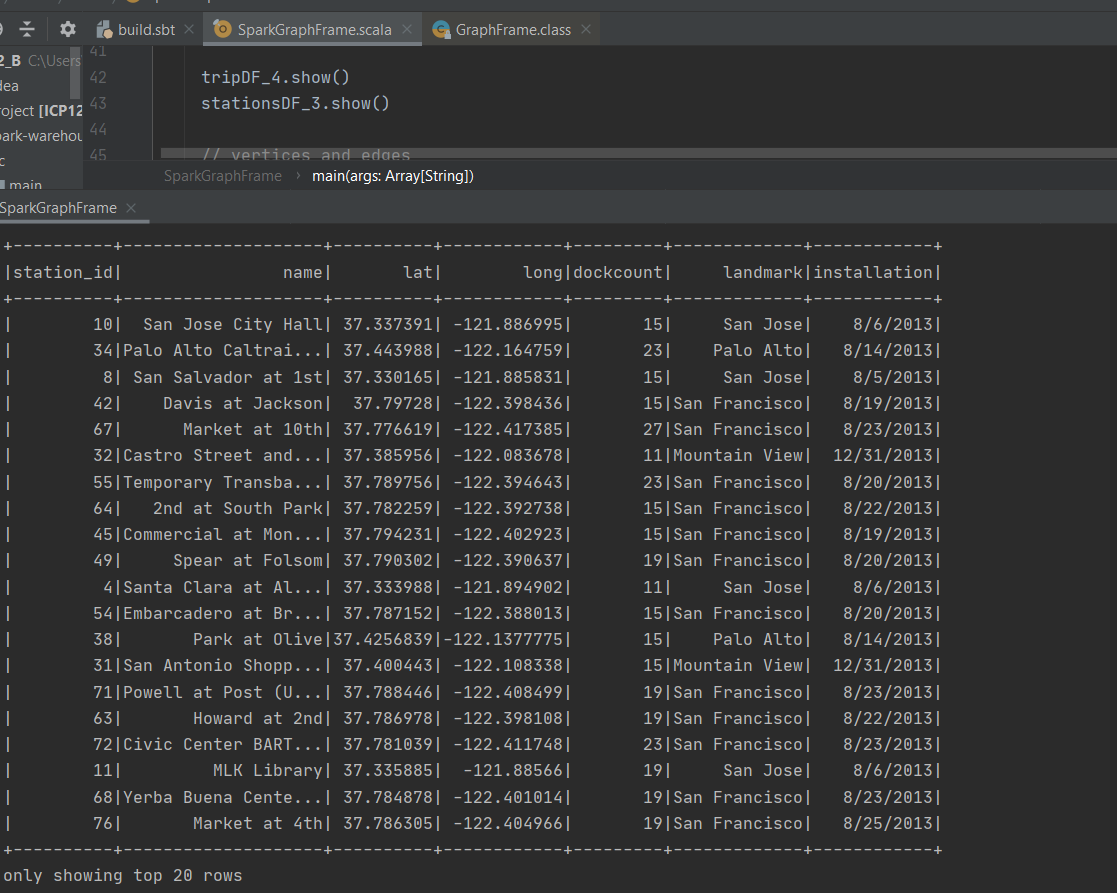 build.sbt SparkGraphFrame.scala GraphFrame.class
2_B C:\Users
41
dea
42 tripDF_4.show()
roject [ICP12
43 stationsDF_3.show()
ark-warehou
44
c
45 // vertices and edges
main
SparkGraphFrame › main(args: Array[String])
SparkGraphFrame
+----------+--------------------+----------+------------+---------+-------------+------------+
|station_id|                name|       lat|        long|dockcount|     landmark|installation|
+----------+--------------------+----------+------------+---------+-------------+------------+
|        10|  San Jose City Hall| 37.337391| -121.886995|       15|     San Jose|    8/6/2013|
|        34|Palo Alto Caltrai...| 37.443988| -122.164759|       23|    Palo Alto|   8/14/2013|
|         8| San Salvador at 1st| 37.330165| -121.885831|       15|     San Jose|    8/5/2013|
|        42|    Davis at Jackson|  37.79728| -122.398436|       15|San Francisco|   8/19/2013|
|        67|      Market at 10th| 37.776619| -122.417385|       27|San Francisco|   8/23/2013|
|        32|Castro Street and...| 37.385956| -122.083678|       11|Mountain View|  12/31/2013|
|        55|Temporary Transba...| 37.789756| -122.394643|       23|San Francisco|   8/20/2013|
|        64|   2nd at South Park| 37.782259| -122.392738|       15|San Francisco|   8/22/2013|
|        45|Commercial at Mon...| 37.794231| -122.402923|       15|San Francisco|   8/19/2013|
|        49|     Spear at Folsom| 37.790302| -122.390637|       19|San Francisco|   8/20/2013|
|         4|Santa Clara at Al...| 37.333988| -121.894902|       11|     San Jose|    8/6/2013|
|        54|Embarcadero at Br...| 37.787152| -122.388013|       15|San Francisco|   8/20/2013|
|        38|       Park at Olive|37.4256839|-122.1377775|       15|    Palo Alto|   8/14/2013|
|        31|San Antonio Shopp...| 37.400443| -122.108338|       15|Mountain View|  12/31/2013|
|        71|Powell at Post (U...| 37.788446| -122.408499|       19|San Francisco|   8/23/2013|
|        63|       Howard at 2nd| 37.786978| -122.398108|       19|San Francisco|   8/22/2013|
|        72|Civic Center BART...| 37.781039| -122.411748|       23|San Francisco|   8/23/2013|
|        11|         MLK Library| 37.335885|  -121.88566|       19|     San Jose|    8/6/2013|
|        68|Yerba Buena Cente...| 37.784878| -122.401014|       19|San Francisco|   8/23/2013|
|        76|       Market at 4th| 37.786305| -122.404966|       19|San Francisco|   8/25/2013|
+----------+--------------------+----------+------------+---------+-------------+------------+
only showing top 20 rows